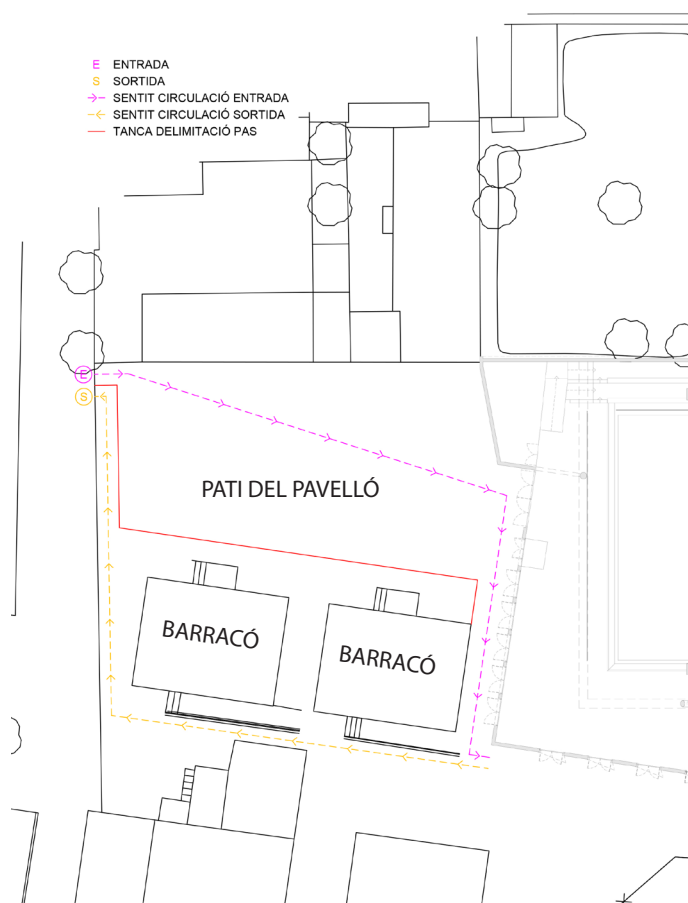 E ENTRADA
S SORTIDA
SENTIT CIRCULACIÓ ENTRADA
SENTIT CIRCULACIÓ SORTIDA
TANCA DELIMITACIÓ PAS
E
S
PATI DEL PAVELLÓ
BARRACÓ
BARRACÓ